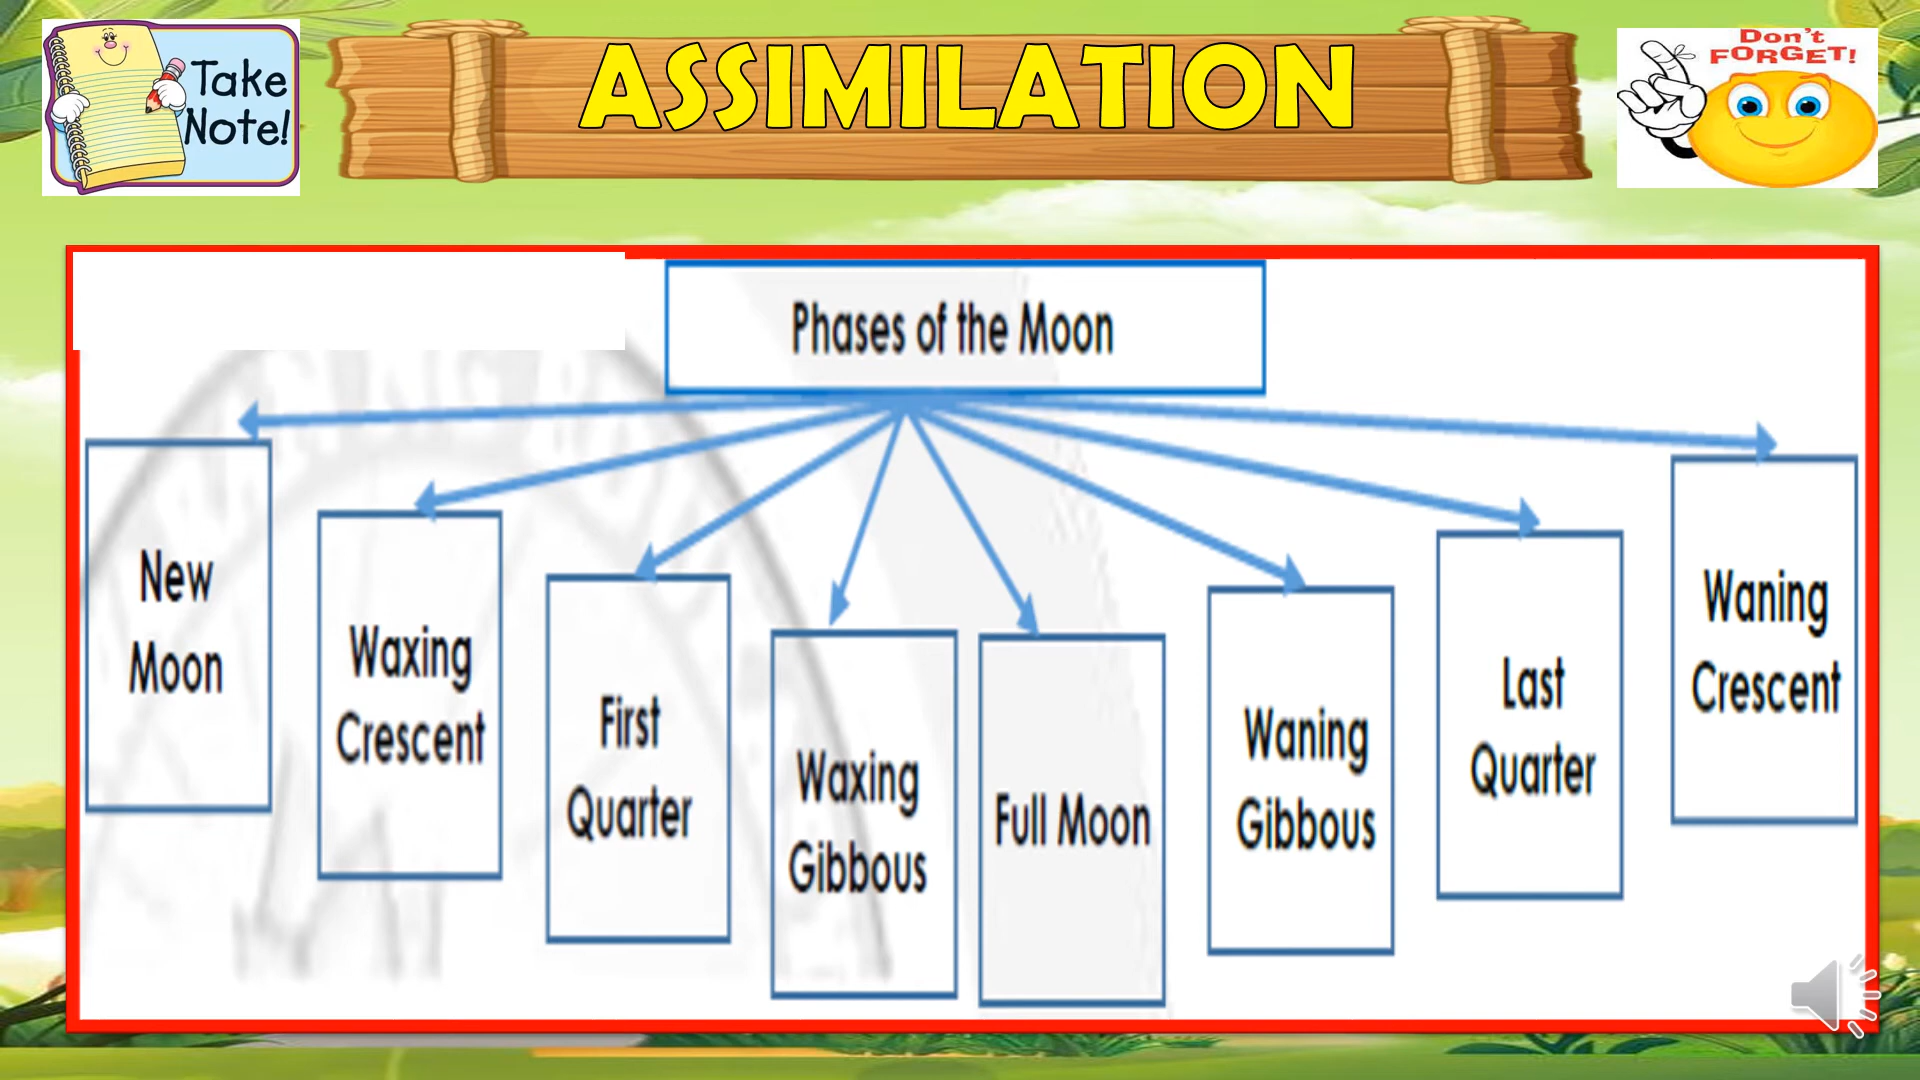 Take
Note!
ASSIMILATION
Don't
FORGET!
Phases of the Moon
New
Moon
Waxing
Crescent
First
Quarter
Waxing
Gibbous
Full Moon
Waning
Gibbous
Last
Quarter
Waning
Crescent